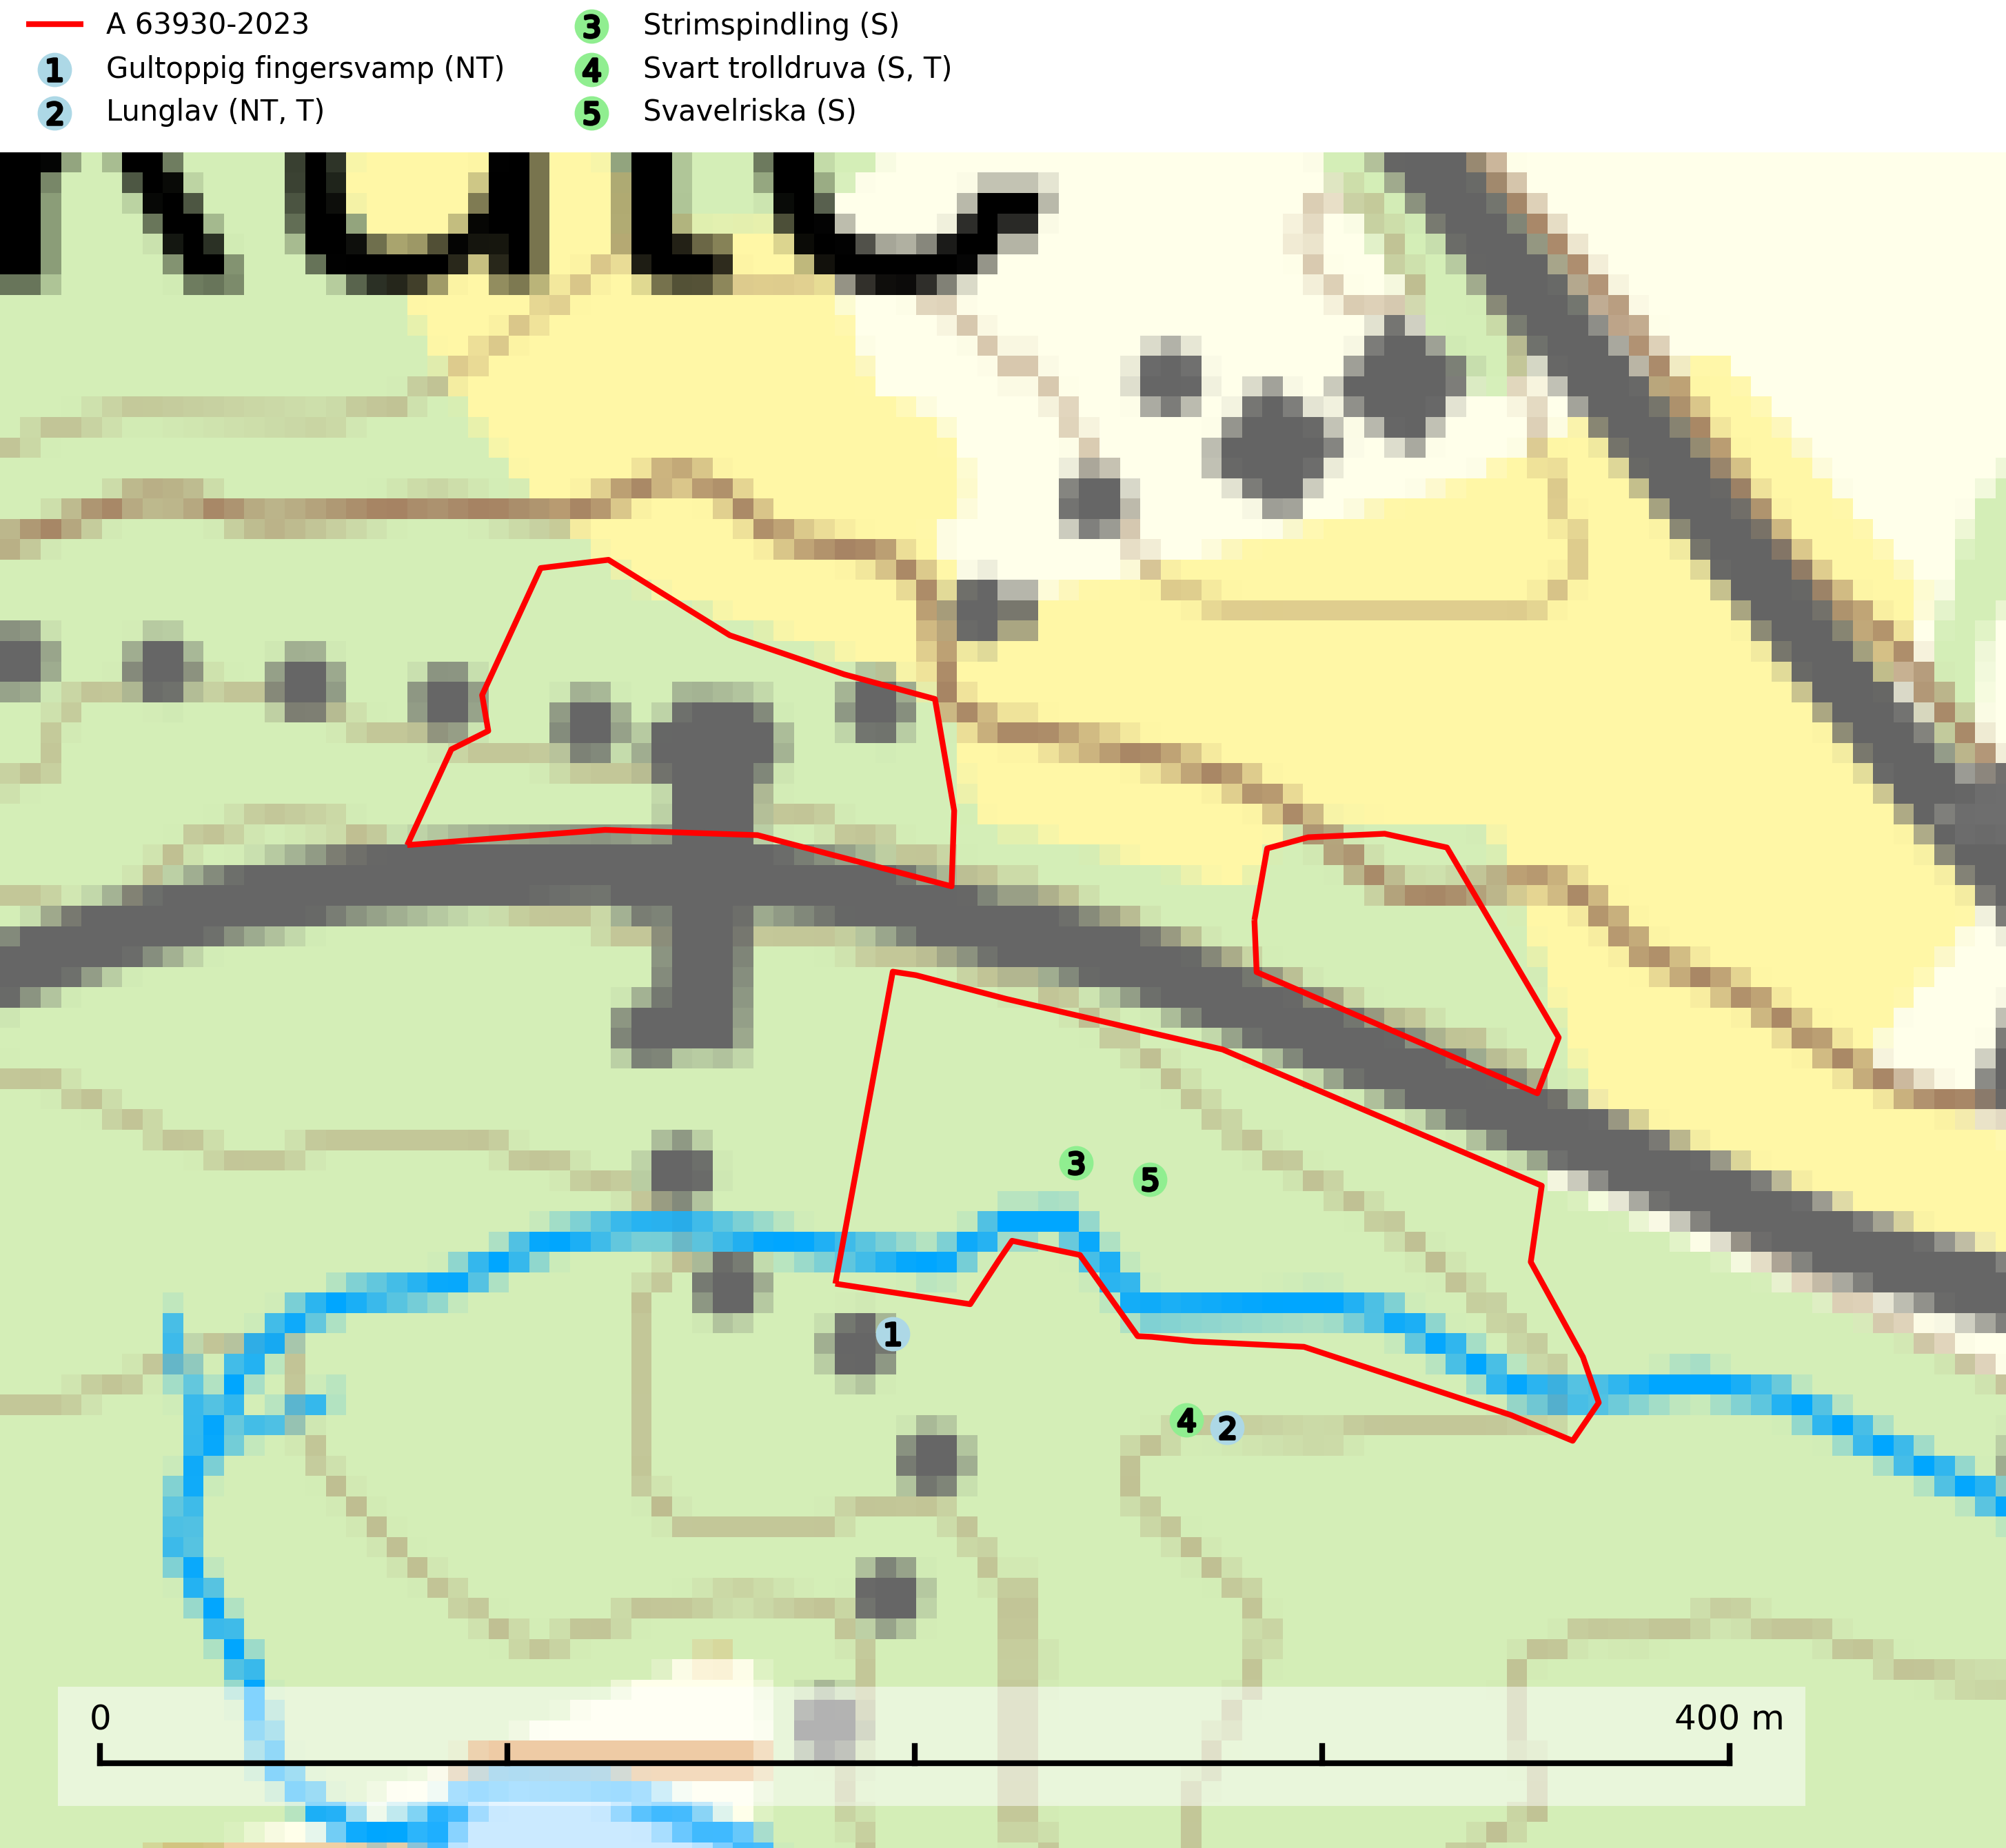 A 63930-2023
1 Gultoppig fingersvamp (NT)
2 Lunglav (NT, T)
3 Strimspindling (S)
4 Svart trolldruva (S, T)
5 Svavelriska (S)
3
5
1
4 2
0 400 m